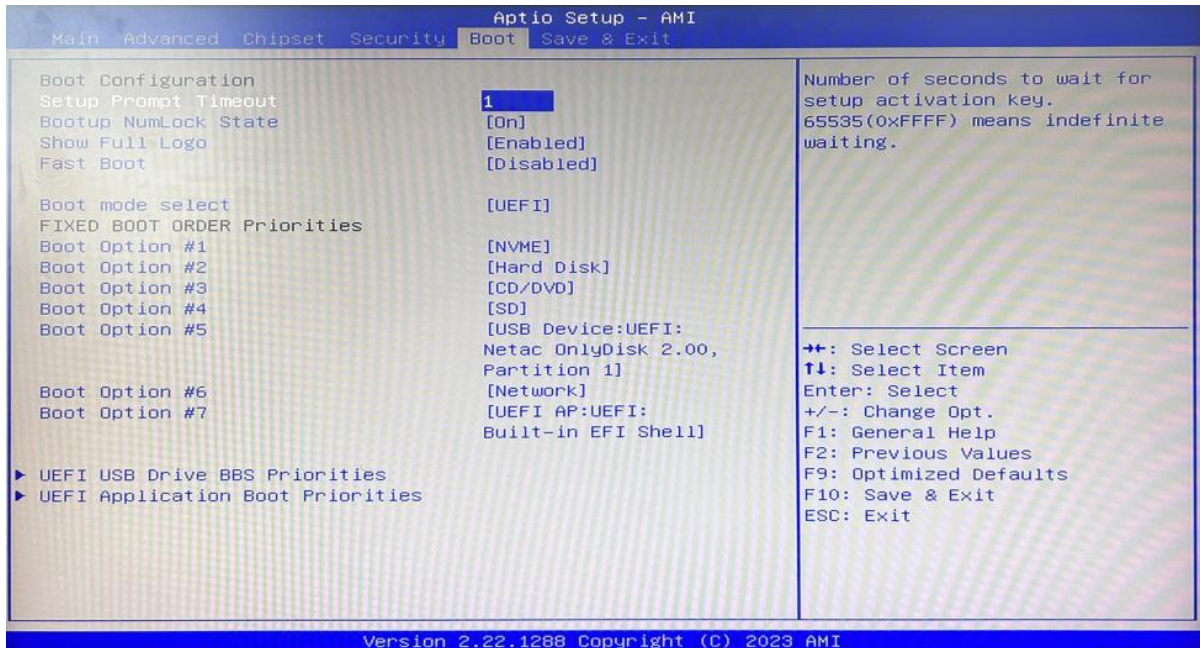 Aptio Setup – AMI
Main Advanced Chipset Security Boot Save & Exit
Boot Configuration
Setup Prompt Timeout 1
Bootup NumLock State [On]
Show Full Logo [Enabled]
Fast Boot [Disabled]
Boot mode select [UEFI]
FIXED BOOT ORDER Priorities
Boot Option #1 [NVME]
Boot Option #2 [Hard Disk]
Boot Option #3 [CD/DVD]
Boot Option #4 [SD]
Boot Option #5 [USB Device:UEFI:
Netac OnlyDisk 2.00,
Partition 1]
Boot Option #6 [Network]
Boot Option #7 [UEFI AP:UEFI:
Built-in EFI Shell]
▶ UEFI USB Drive BBS Priorities
▶ UEFI Application Boot Priorities
Number of seconds to wait for
setup activation key.
65535(0xFFFF) means indefinite
waiting.
→←: Select Screen
↑↓: Select Item
Enter: Select
+/-: Change Opt.
F1: General Help
F2: Previous Values
F9: Optimized Defaults
F10: Save & Exit
ESC: Exit
Version 2.22.1288 Copyright (C) 2023 AMI